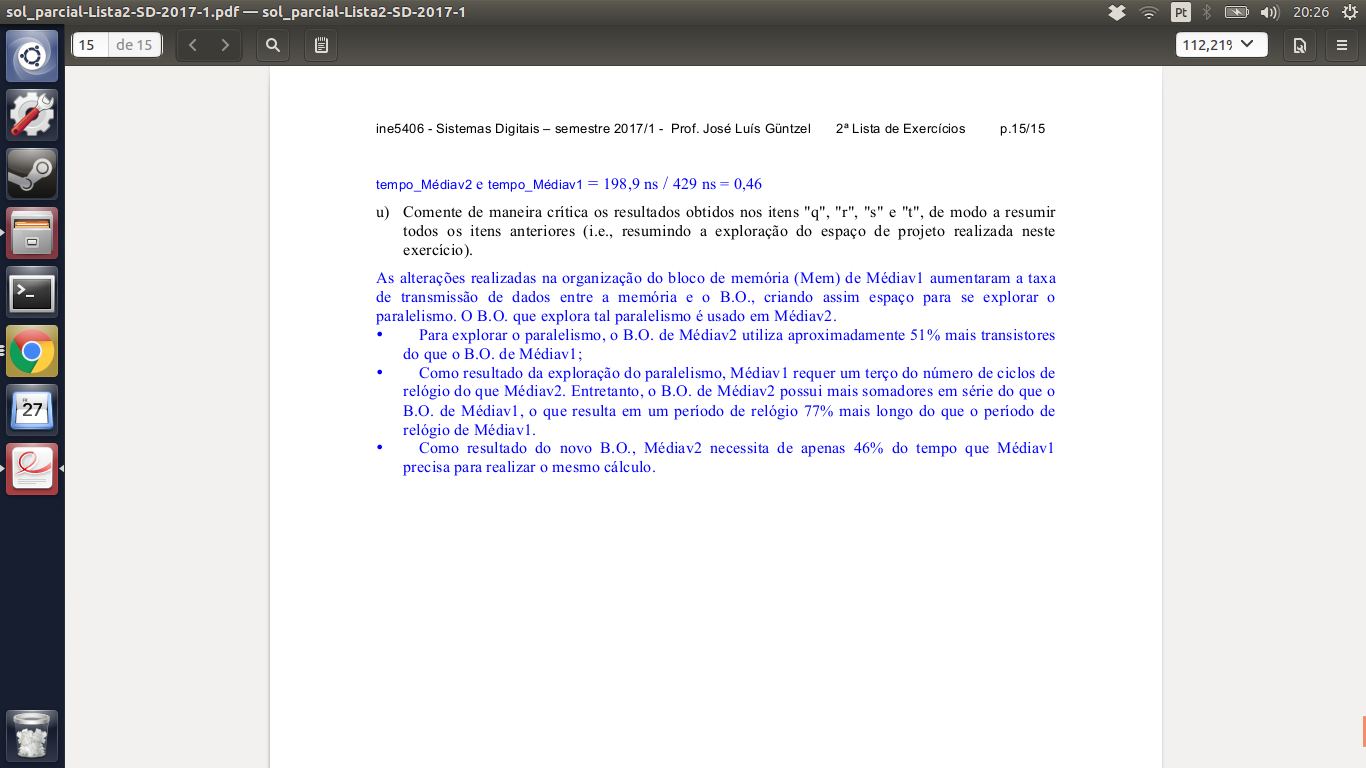 sol_parcial-Lista2-SD-2017-1.pdf — sol_parcial-Lista2-SD-2017-1
Pt
20:26
15 de 15
112,21%
ine5406 - Sistemas Digitais – semestre 2017/1 - Prof. José Luís Güntzel 2ª Lista de Exercícios p.15/15
tempo_Médiav2 e tempo_Médiav1 = 198,9 ns / 429 ns = 0,46
u) Comente de maneira crítica os resultados obtidos nos itens "q", "r", "s" e "t", de modo a resumir
todos os itens anteriores (i.e., resumindo a exploração do espaço de projeto realizada neste
exercício).
As alterações realizadas na organização do bloco de memória (Mem) de Médiav1 aumentaram a taxa
de transmissão de dados entre a memória e o B.O., criando assim espaço para se explorar o
paralelismo. O B.O. que explora tal paralelismo é usado em Médiav2.
• Para explorar o paralelismo, o B.O. de Médiav2 utiliza aproximadamente 51% mais transistores
do que o B.O. de Médiav1;
• Como resultado da exploração do paralelismo, Médiav1 requer um terço do número de ciclos de
relógio do que Médiav2. Entretanto, o B.O. de Médiav2 possui mais somadores em série do que o
B.O. de Médiav1, o que resulta em um período de relógio 77% mais longo do que o período de
relógio de Médiav1.
• Como resultado do novo B.O., Médiav2 necessita de apenas 46% do tempo que Médiav1
precisa para realizar o mesmo cálculo.
27